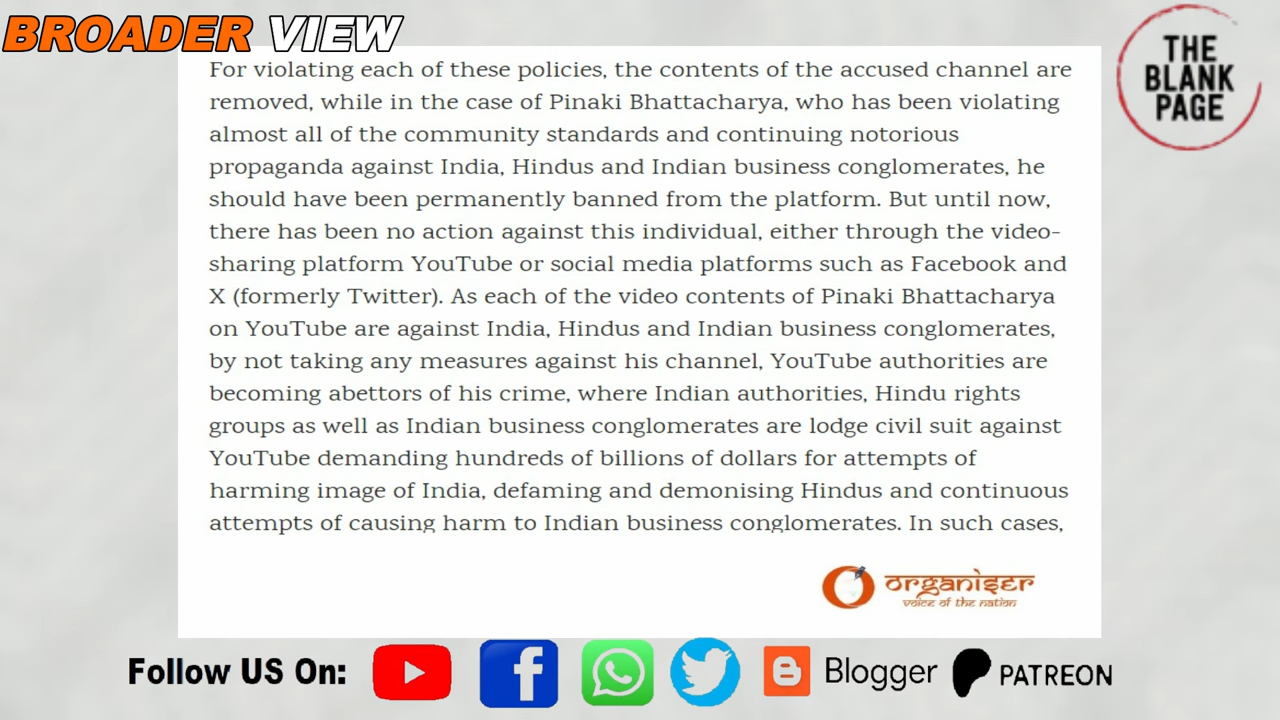 BROADER VIEW
THE
BLANK
PAGE
For violating each of these policies, the contents of the accused channel are
removed, while in the case of Pinaki Bhattacharya, who has been violating
almost all of the community standards and continuing notorious
propaganda against India, Hindus and Indian business conglomerates, he
should have been permanently banned from the platform. But until now,
there has been no action against this individual, either through the video-
sharing platform YouTube or social media platforms such as Facebook and
X (formerly Twitter). As each of the video contents of Pinaki Bhattacharya
on YouTube are against India, Hindus and Indian business conglomerates,
by not taking any measures against his channel, YouTube authorities are
becoming abettors of his crime, where Indian authorities, Hindu rights
groups as well as Indian business conglomerates are lodge civil suit against
YouTube demanding hundreds of billions of dollars for attempts of
harming image of India, defaming and demonising Hindus and continuous
attempts of causing harm to Indian business conglomerates. In such cases,
organiser
voice of the nation
Follow US On:
Blogger
PATREON